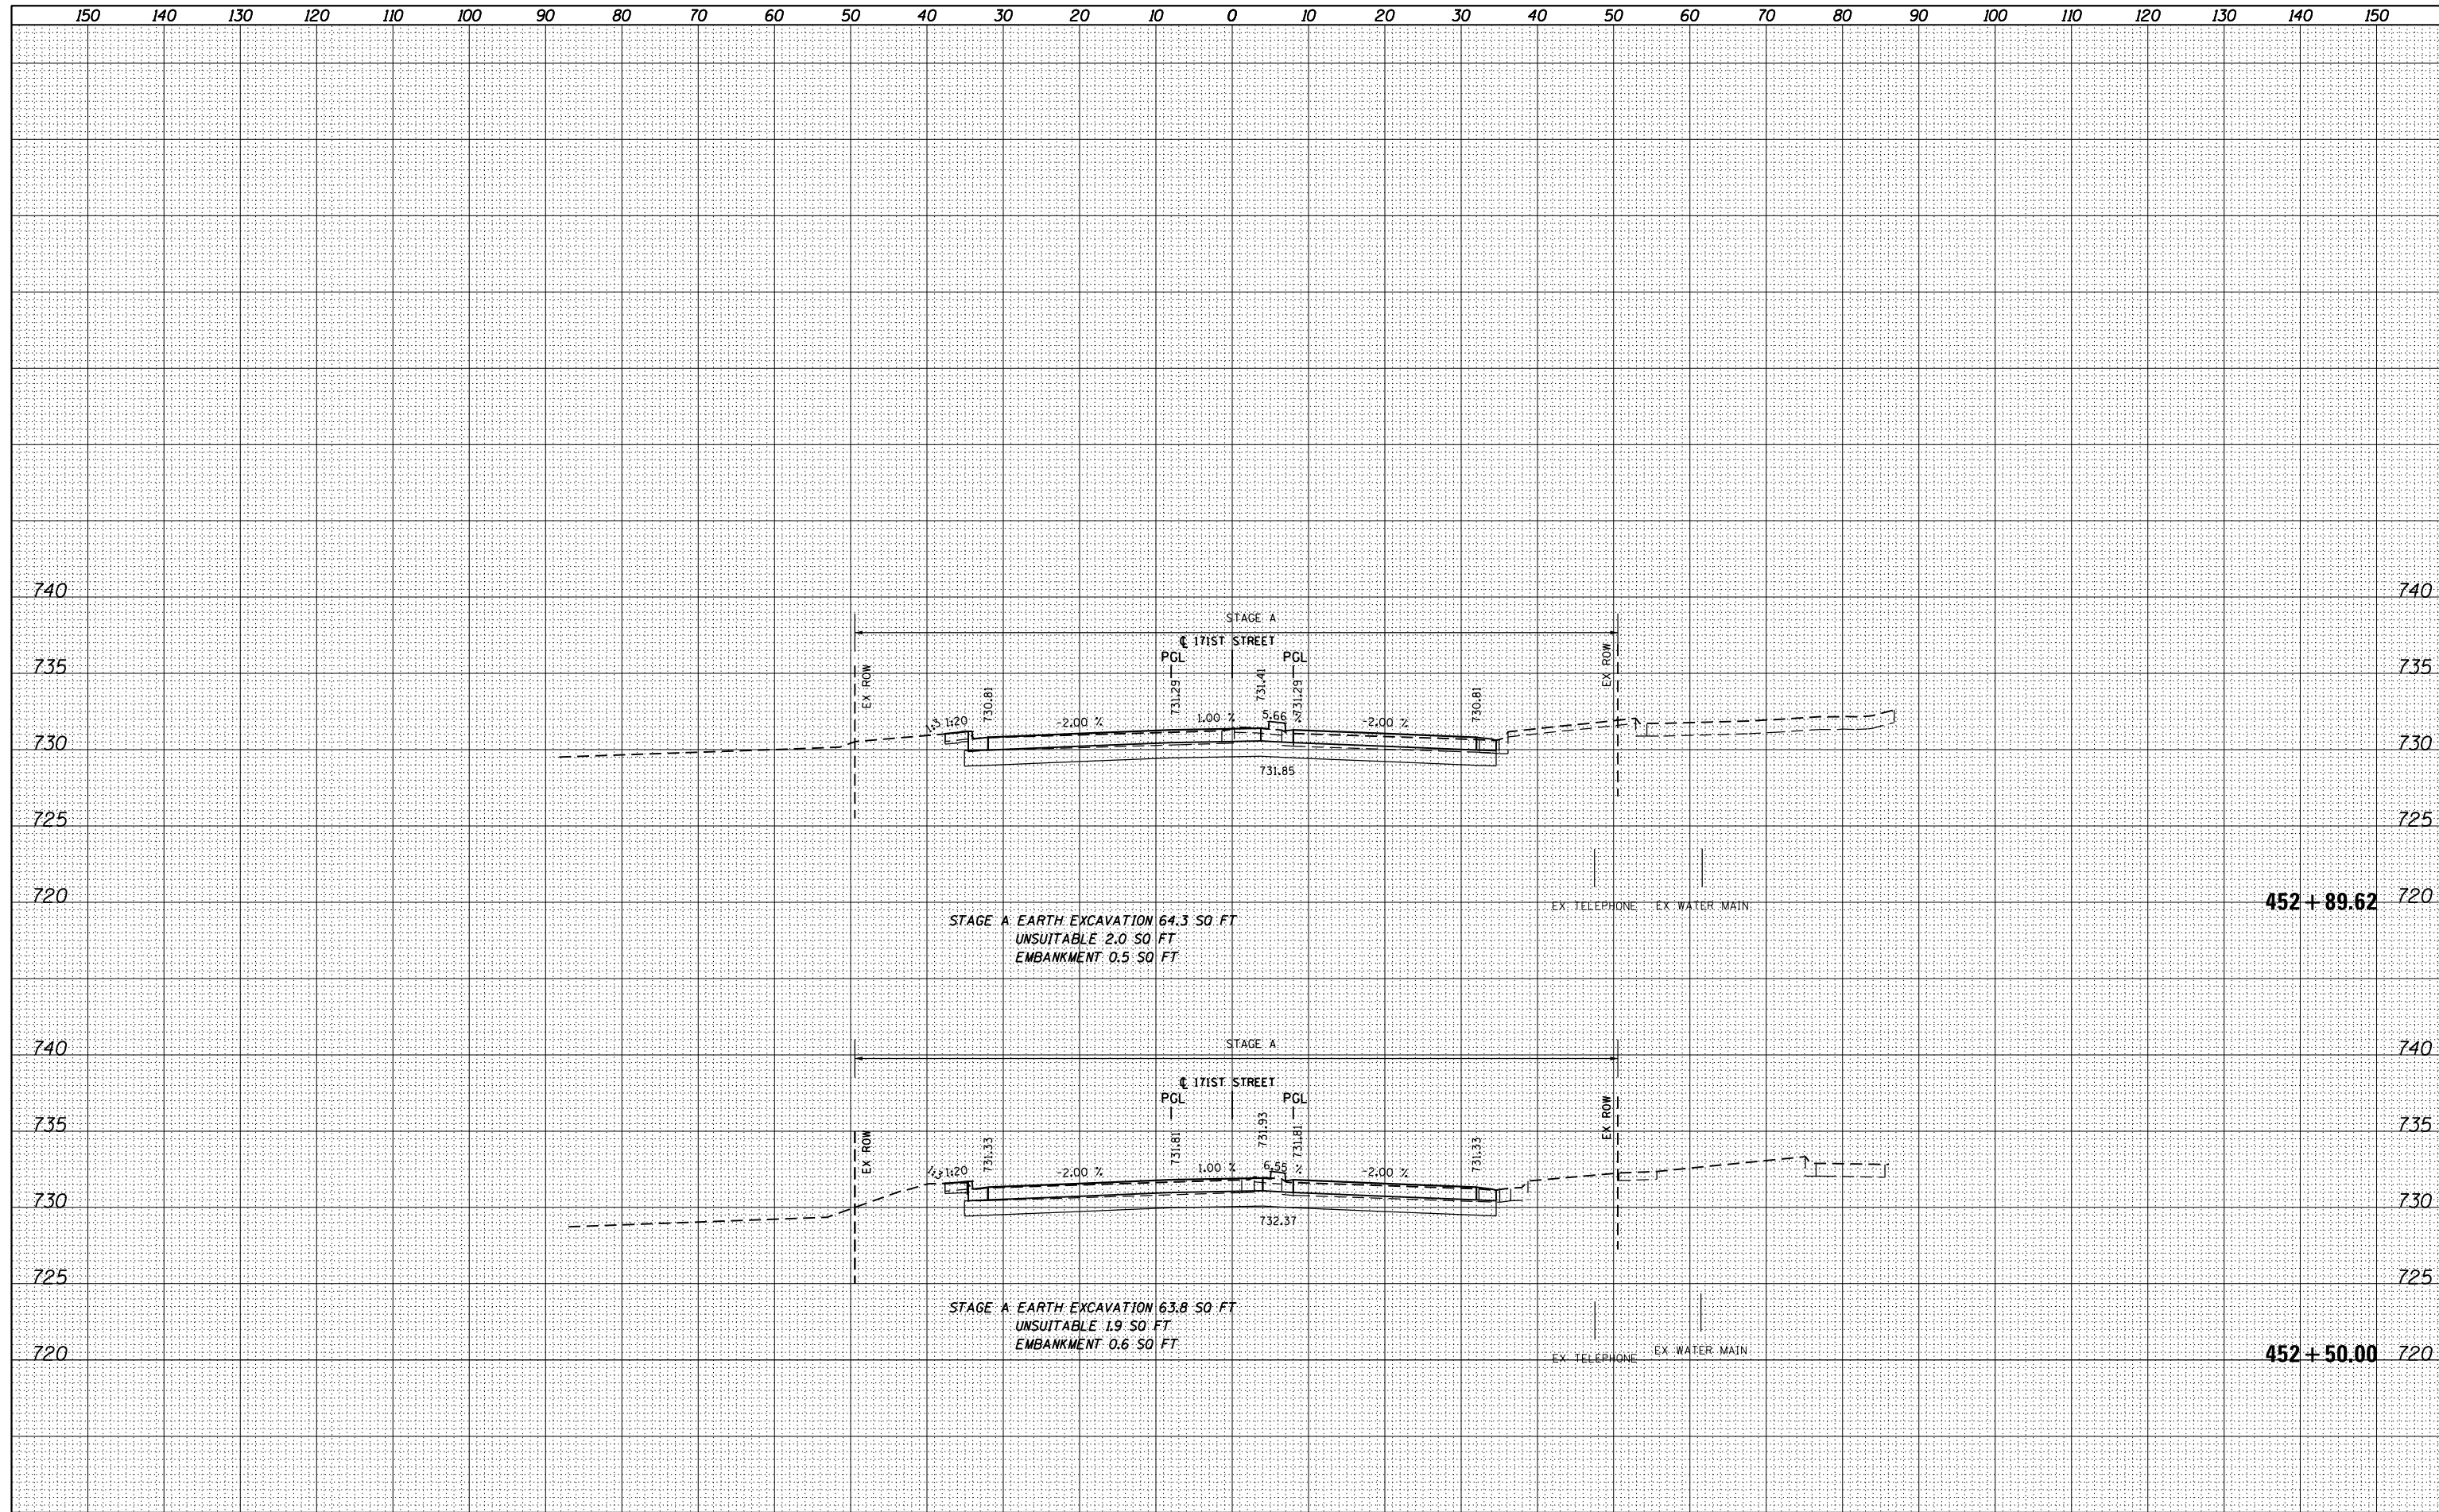 150 140 130 120 110 100 90 80 70 60 50 40 30 20 10 0 10 20 30 40 50 60 70 80 90 100 110 120 130 140 150
740 740
STAGE A
℄ 171ST STREET
PGL PGL
735 735
EX ROW EX ROW
1:3 1:20 730.81 -2.00 % 731.29 1.00 % 731.41 5.66 % 731.29 -2.00 % 730.81
730 730
731.85
725 725
720 720
EX TELEPHONE EX WATER MAIN
452+89.62
STAGE A EARTH EXCAVATION 64.3 SQ FT
UNSUITABLE 2.0 SQ FT
EMBANKMENT 0.5 SQ FT
740 740
STAGE A
℄ 171ST STREET
PGL PGL
735 735
EX ROW EX ROW
1:3 1:20 731.33 -2.00 % 731.81 1.00 % 731.93 6.55 % 731.81 -2.00 % 731.33
730 730
732.37
725 725
STAGE A EARTH EXCAVATION 63.8 SQ FT
UNSUITABLE 1.9 SQ FT
EMBANKMENT 0.6 SQ FT
720 720
EX TELEPHONE EX WATER MAIN
452+50.00